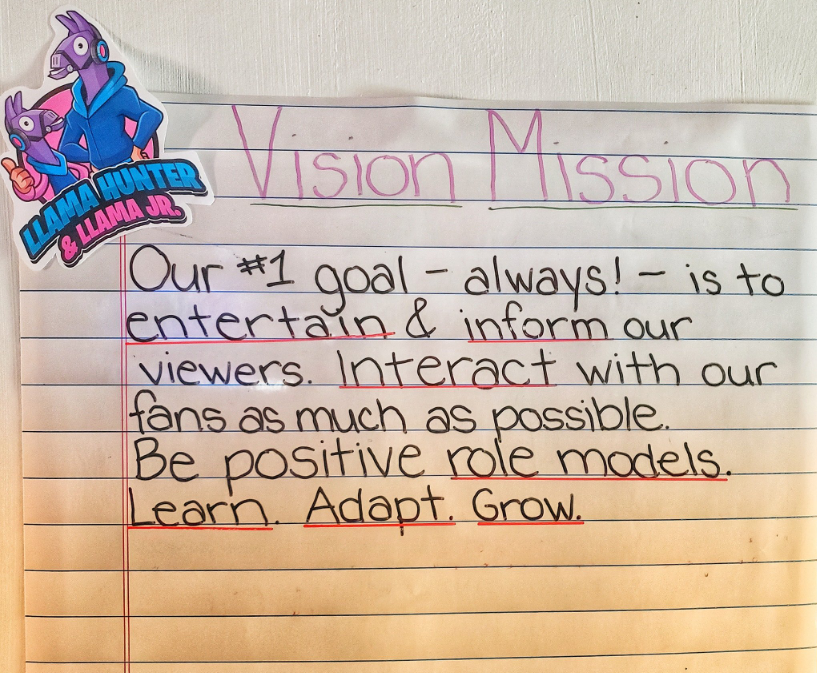 LLAMA HUNTER
& LLAMA JR.
Vision Mission
Our #1 goal - always! - is to
entertain & inform our
viewers. Interact with our
fans as much as possible.
Be positive role models.
Learn. Adapt. Grow.